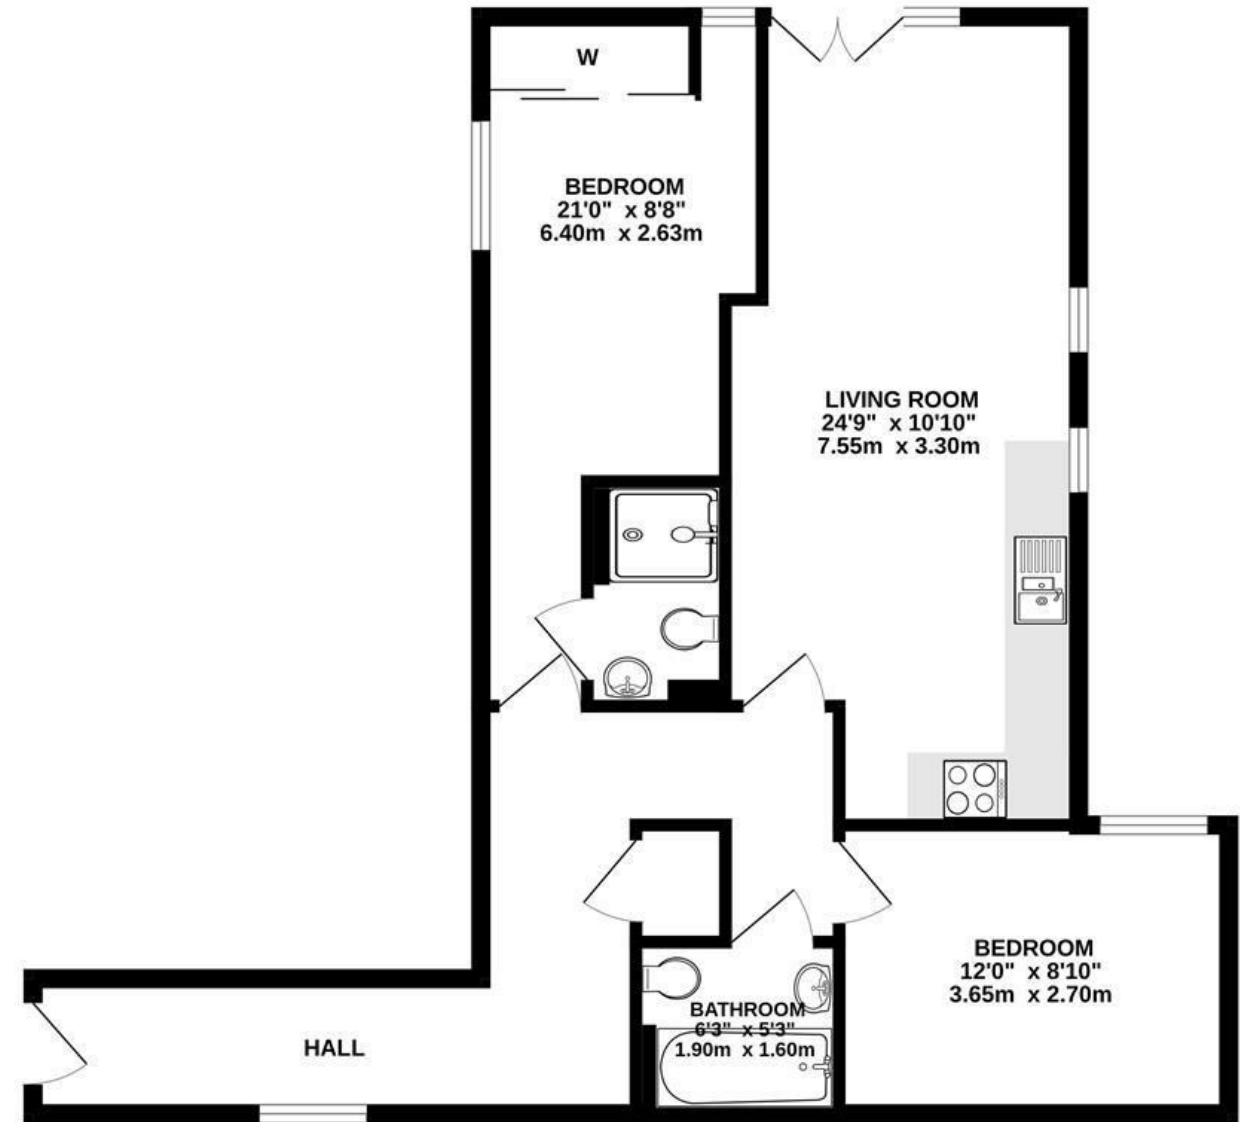 W
BEDROOM
21'0" x 8'8"
6.40m x 2.63m
LIVING ROOM
24'9" x 10'10"
7.55m x 3.30m
BEDROOM
12'0" x 8'10"
3.65m x 2.70m
BATHROOM
6'3" x 5'3"
1.90m x 1.60m
HALL